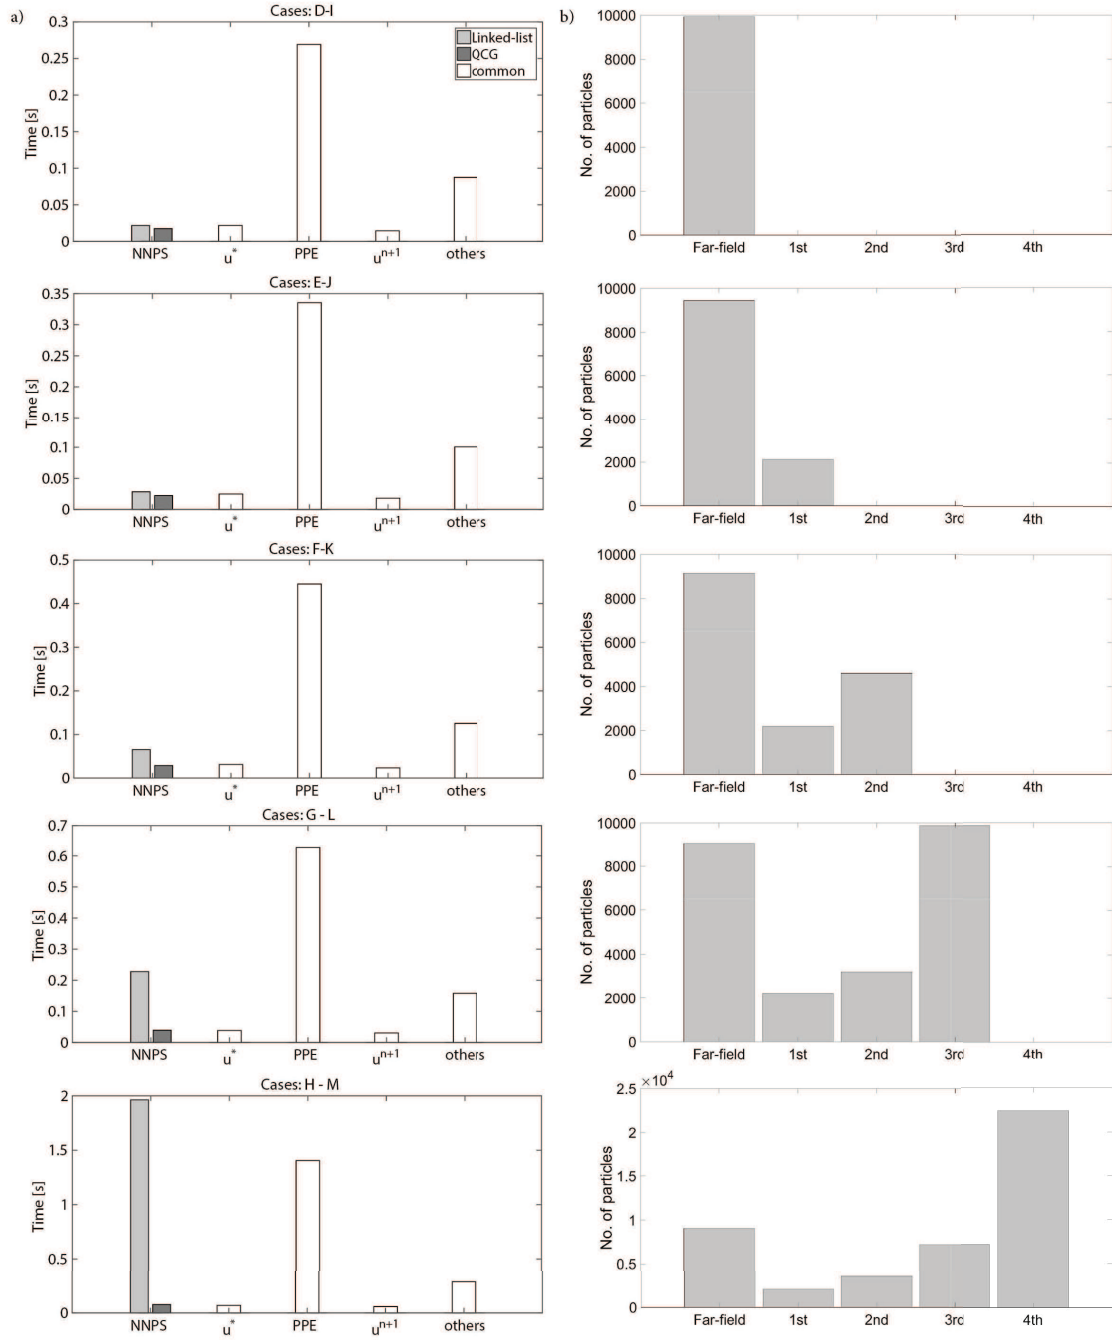 a)
Cases: D-I
0.3
0.25
0.2
0.15
0.1
0.05
0
Time [s]
Linked-list
QCG
common
NNPS u* PPE u^n+1 others
b)
10000
8000
6000
4000
2000
0
No. of particles
Far-field 1st 2nd 3rd 4th
Cases: E-J
0.35
0.3
0.25
0.2
0.15
0.1
0.05
0
Time [s]
NNPS u* PPE u^n+1 others
10000
8000
6000
4000
2000
0
No. of particles
Far-field 1st 2nd 3rd 4th
Cases: F-K
0.5
0.4
0.3
0.2
0.1
0
Time [s]
NNPS u* PPE u^n+1 others
10000
8000
6000
4000
2000
0
No. of particles
Far-field 1st 2nd 3rd 4th
Cases: G - L
0.7
0.6
0.5
0.4
0.3
0.2
0.1
0
Time [s]
NNPS u* PPE u^n+1 others
10000
8000
6000
4000
2000
0
No. of particles
Far-field 1st 2nd 3rd 4th
Cases: H - M
2
1.5
1
0.5
0
Time [s]
NNPS u* PPE u^n+1 others
×10^4
2.5
2
1.5
1
0.5
0
No. of particles
Far-field 1st 2nd 3rd 4th